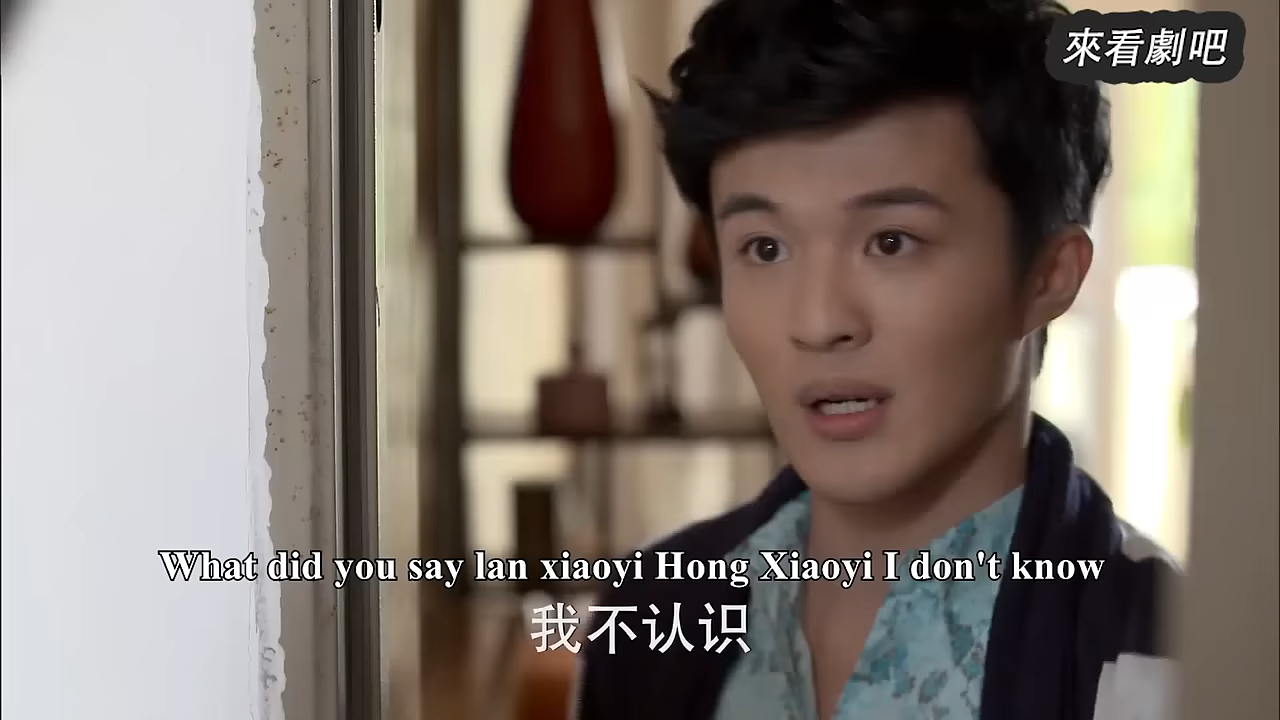 來看劇吧
What did you say lan xiaoyi Hong Xiaoyi I don't know
我不认识